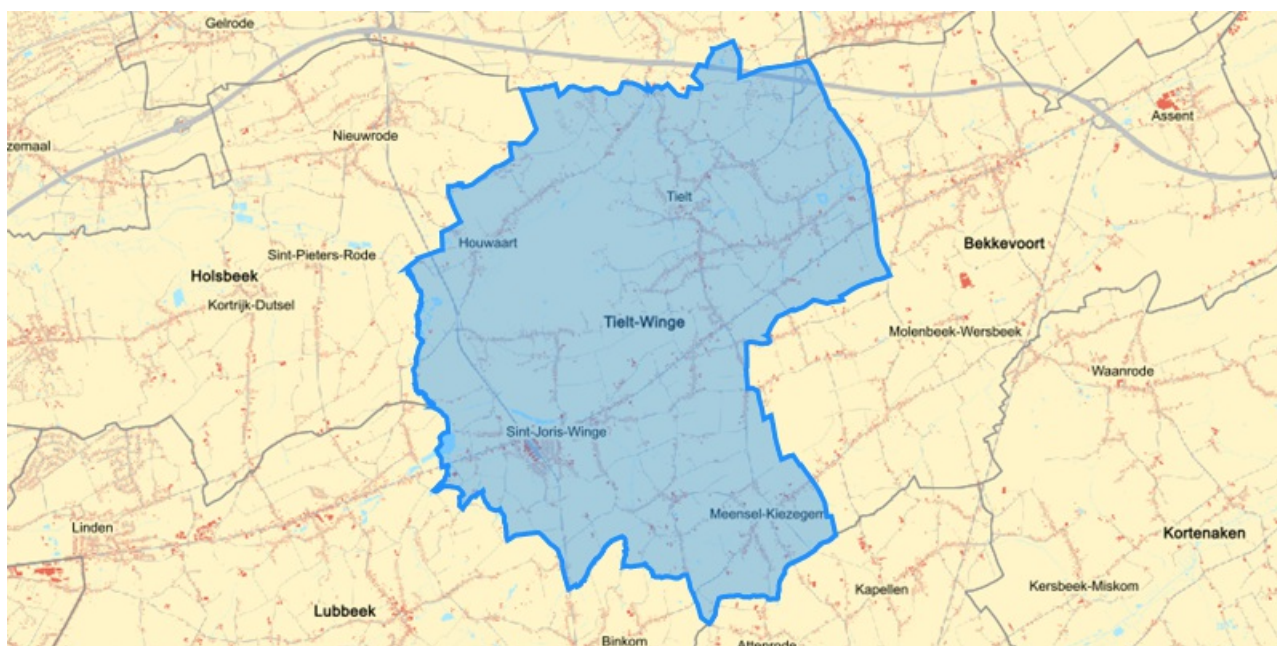 Gelrode
Assent
Nieuwrode
zemaal
Tielt
Houwaart
Bekkevoort
Sint-Pieters-Rode
Holsbeek
Kortrijk-Dutsel
Tielt-Winge
Molenbeek-Wersbeek
Waanrode
Sint-Joris-Winge
Meensel-Kiezegem
Linden
Kortenaken
Kapellen
Kersbeek-Miskom
Lubbeek
Binkom
Attenrode